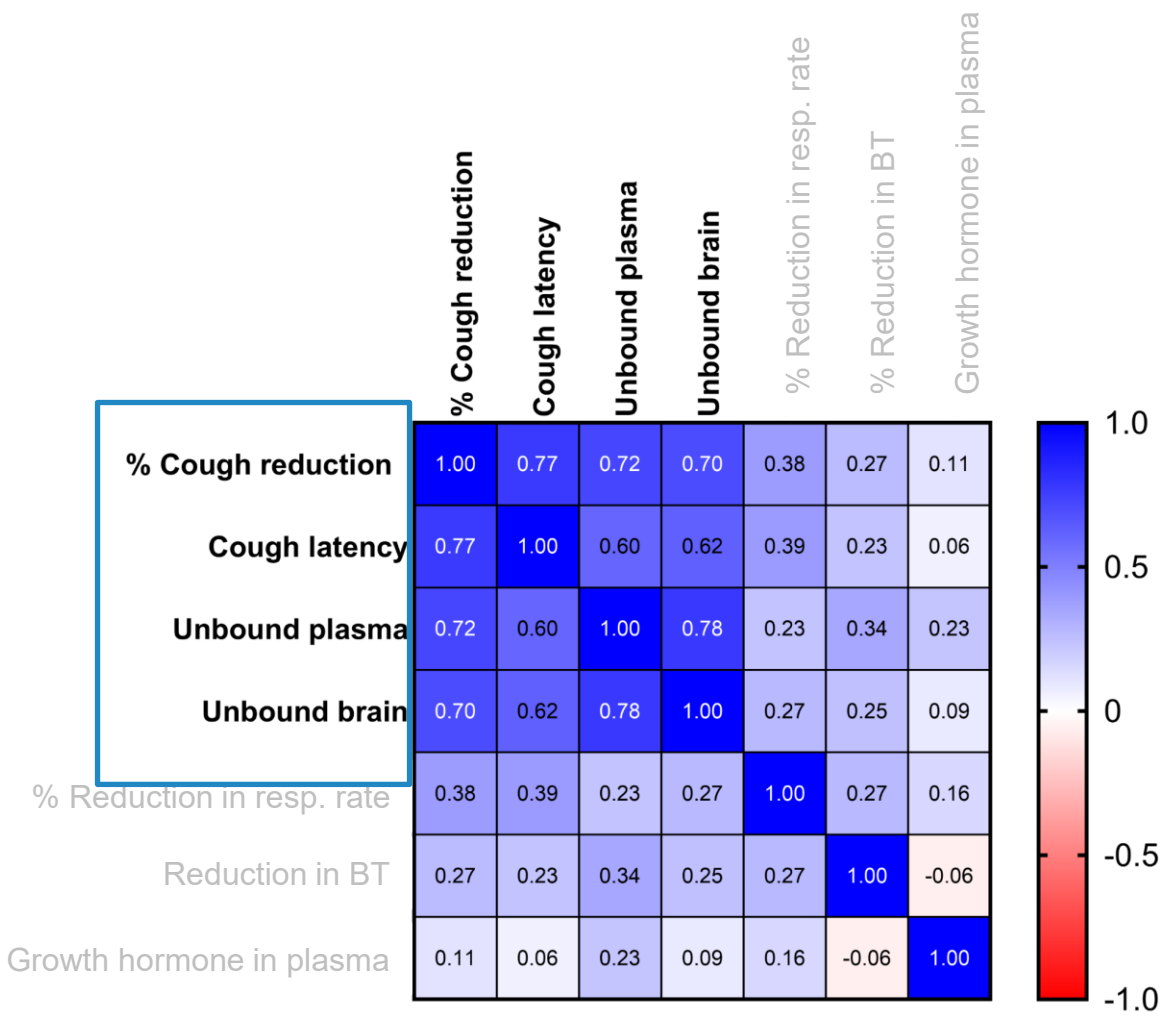 % Cough reduction
Cough latency
Unbound plasma
Unbound brain
% Reduction in resp. rate
% Reduction in BT
Growth hormone in plasma
% Cough reduction 1.00 0.77 0.72 0.70 0.38 0.27 0.11
Cough latency 0.77 1.00 0.60 0.62 0.39 0.23 0.06
Unbound plasma 0.72 0.60 1.00 0.78 0.23 0.34 0.23
Unbound brain 0.70 0.62 0.78 1.00 0.27 0.25 0.09
% Reduction in resp. rate 0.38 0.39 0.23 0.27 1.00 0.27 0.16
Reduction in BT 0.27 0.23 0.34 0.25 0.27 1.00 -0.06
Growth hormone in plasma 0.11 0.06 0.23 0.09 0.16 -0.06 1.00
1.0
0.5
0
-0.5
-1.0